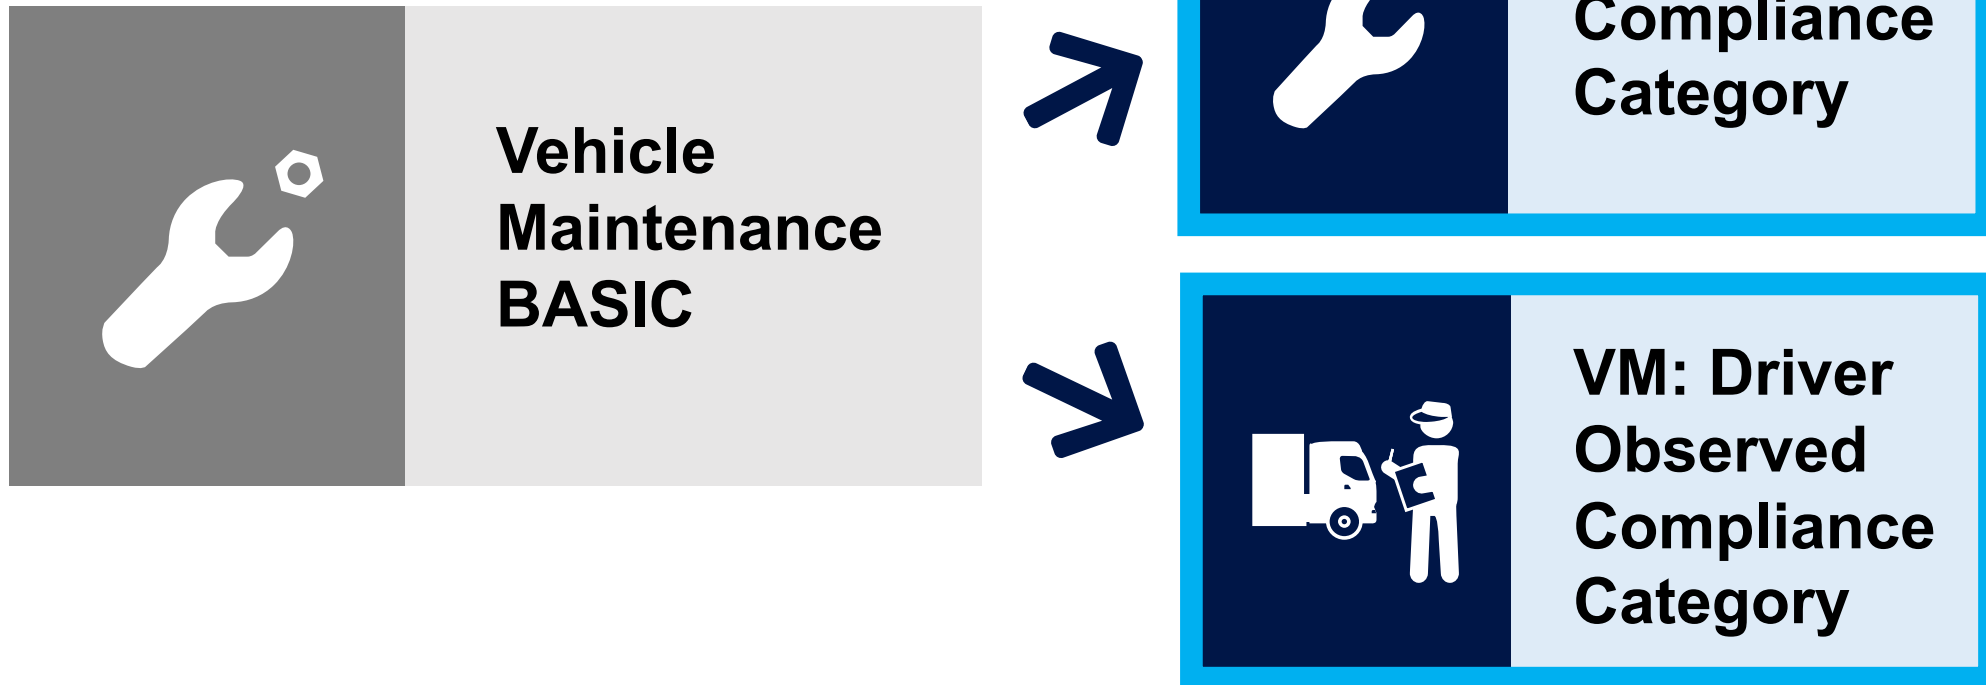 Vehicle
Maintenance
BASIC
Compliance
Category
VM: Driver
Observed
Compliance
Category